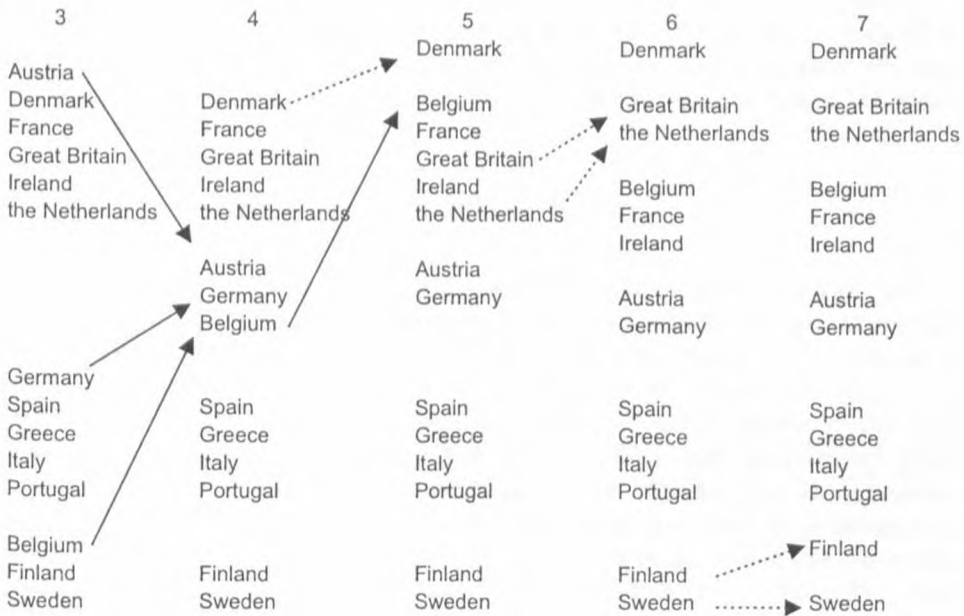 3 4 5 6 7
Denmark Denmark Denmark
Austria
Denmark Denmark Belgium Great Britain Great Britain
France France France the Netherlands the Netherlands
Great Britain Great Britain Great Britain
Ireland Ireland Ireland Belgium Belgium
the Netherlands the Netherlands the Netherlands France France
Ireland Ireland
Austria Austria
Germany Germany Austria Austria
Belgium Germany Germany
Germany
Spain Spain Spain Spain Spain
Greece Greece Greece Greece Greece
Italy Italy Italy Italy Italy
Portugal Portugal Portugal Portugal Portugal
Belgium Finland
Finland Finland Finland Finland
Sweden Sweden Sweden Sweden Sweden